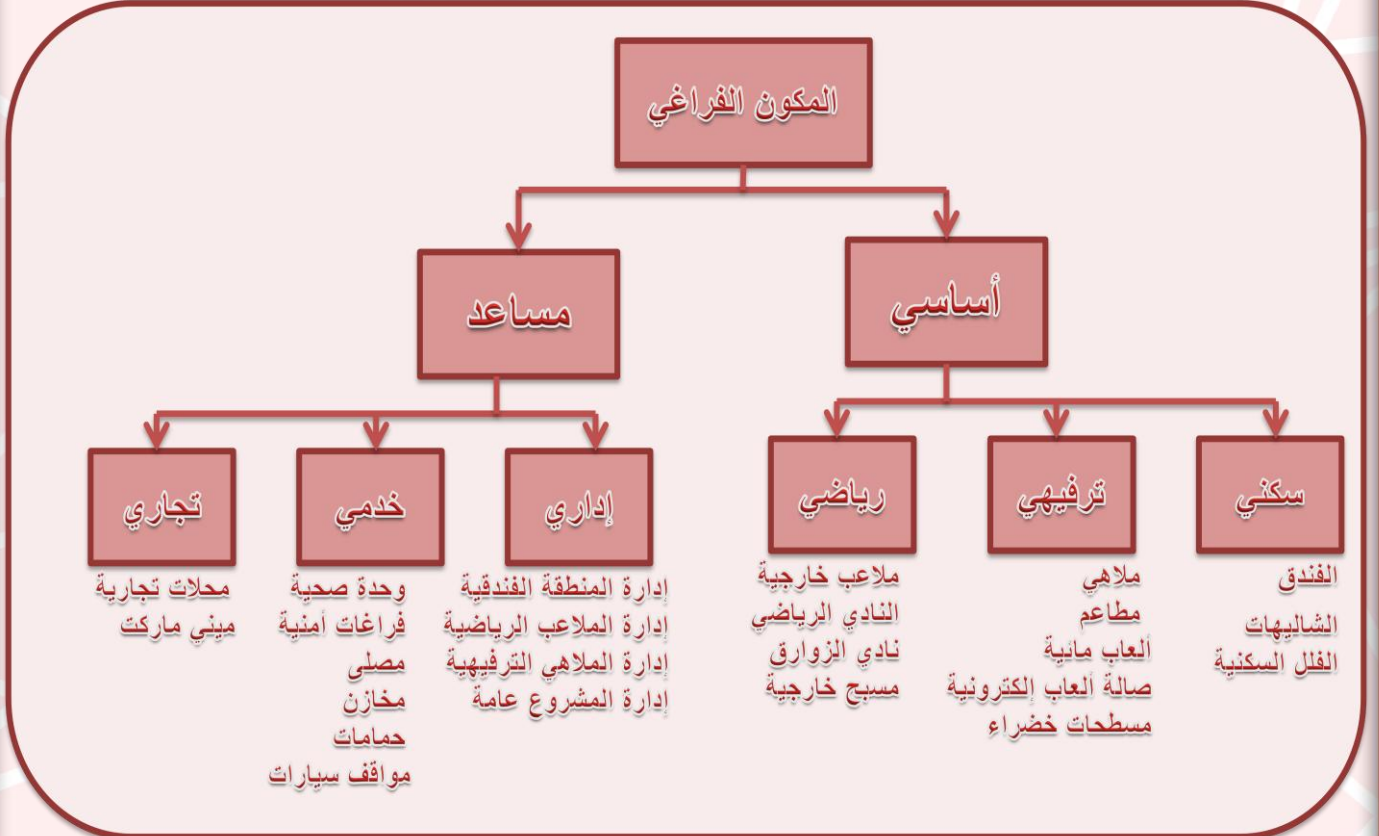 المكون الفراغي
أساسي
مساعد
سكني
ترفيهي
رياضي
إداري
خدمي
تجاري
الفندق
الشاليهات
الفلل السكنية
ملاهي
مطاعم
ألعاب مائية
صالة ألعاب إلكترونية
مسطحات خضراء
ملاعب خارجية
النادي الرياضي
نادي الزوارق
مسبح خارجية
إدارة المنطقة الفندقية
إدارة الملاعب الرياضية
إدارة الملاهي الترفيهية
إدارة المشروع عامة
وحدة صحية
فراغات أمنية
مصلى
مخازن
حمامات
مواقف سيارات
محلات تجارية
ميني ماركت